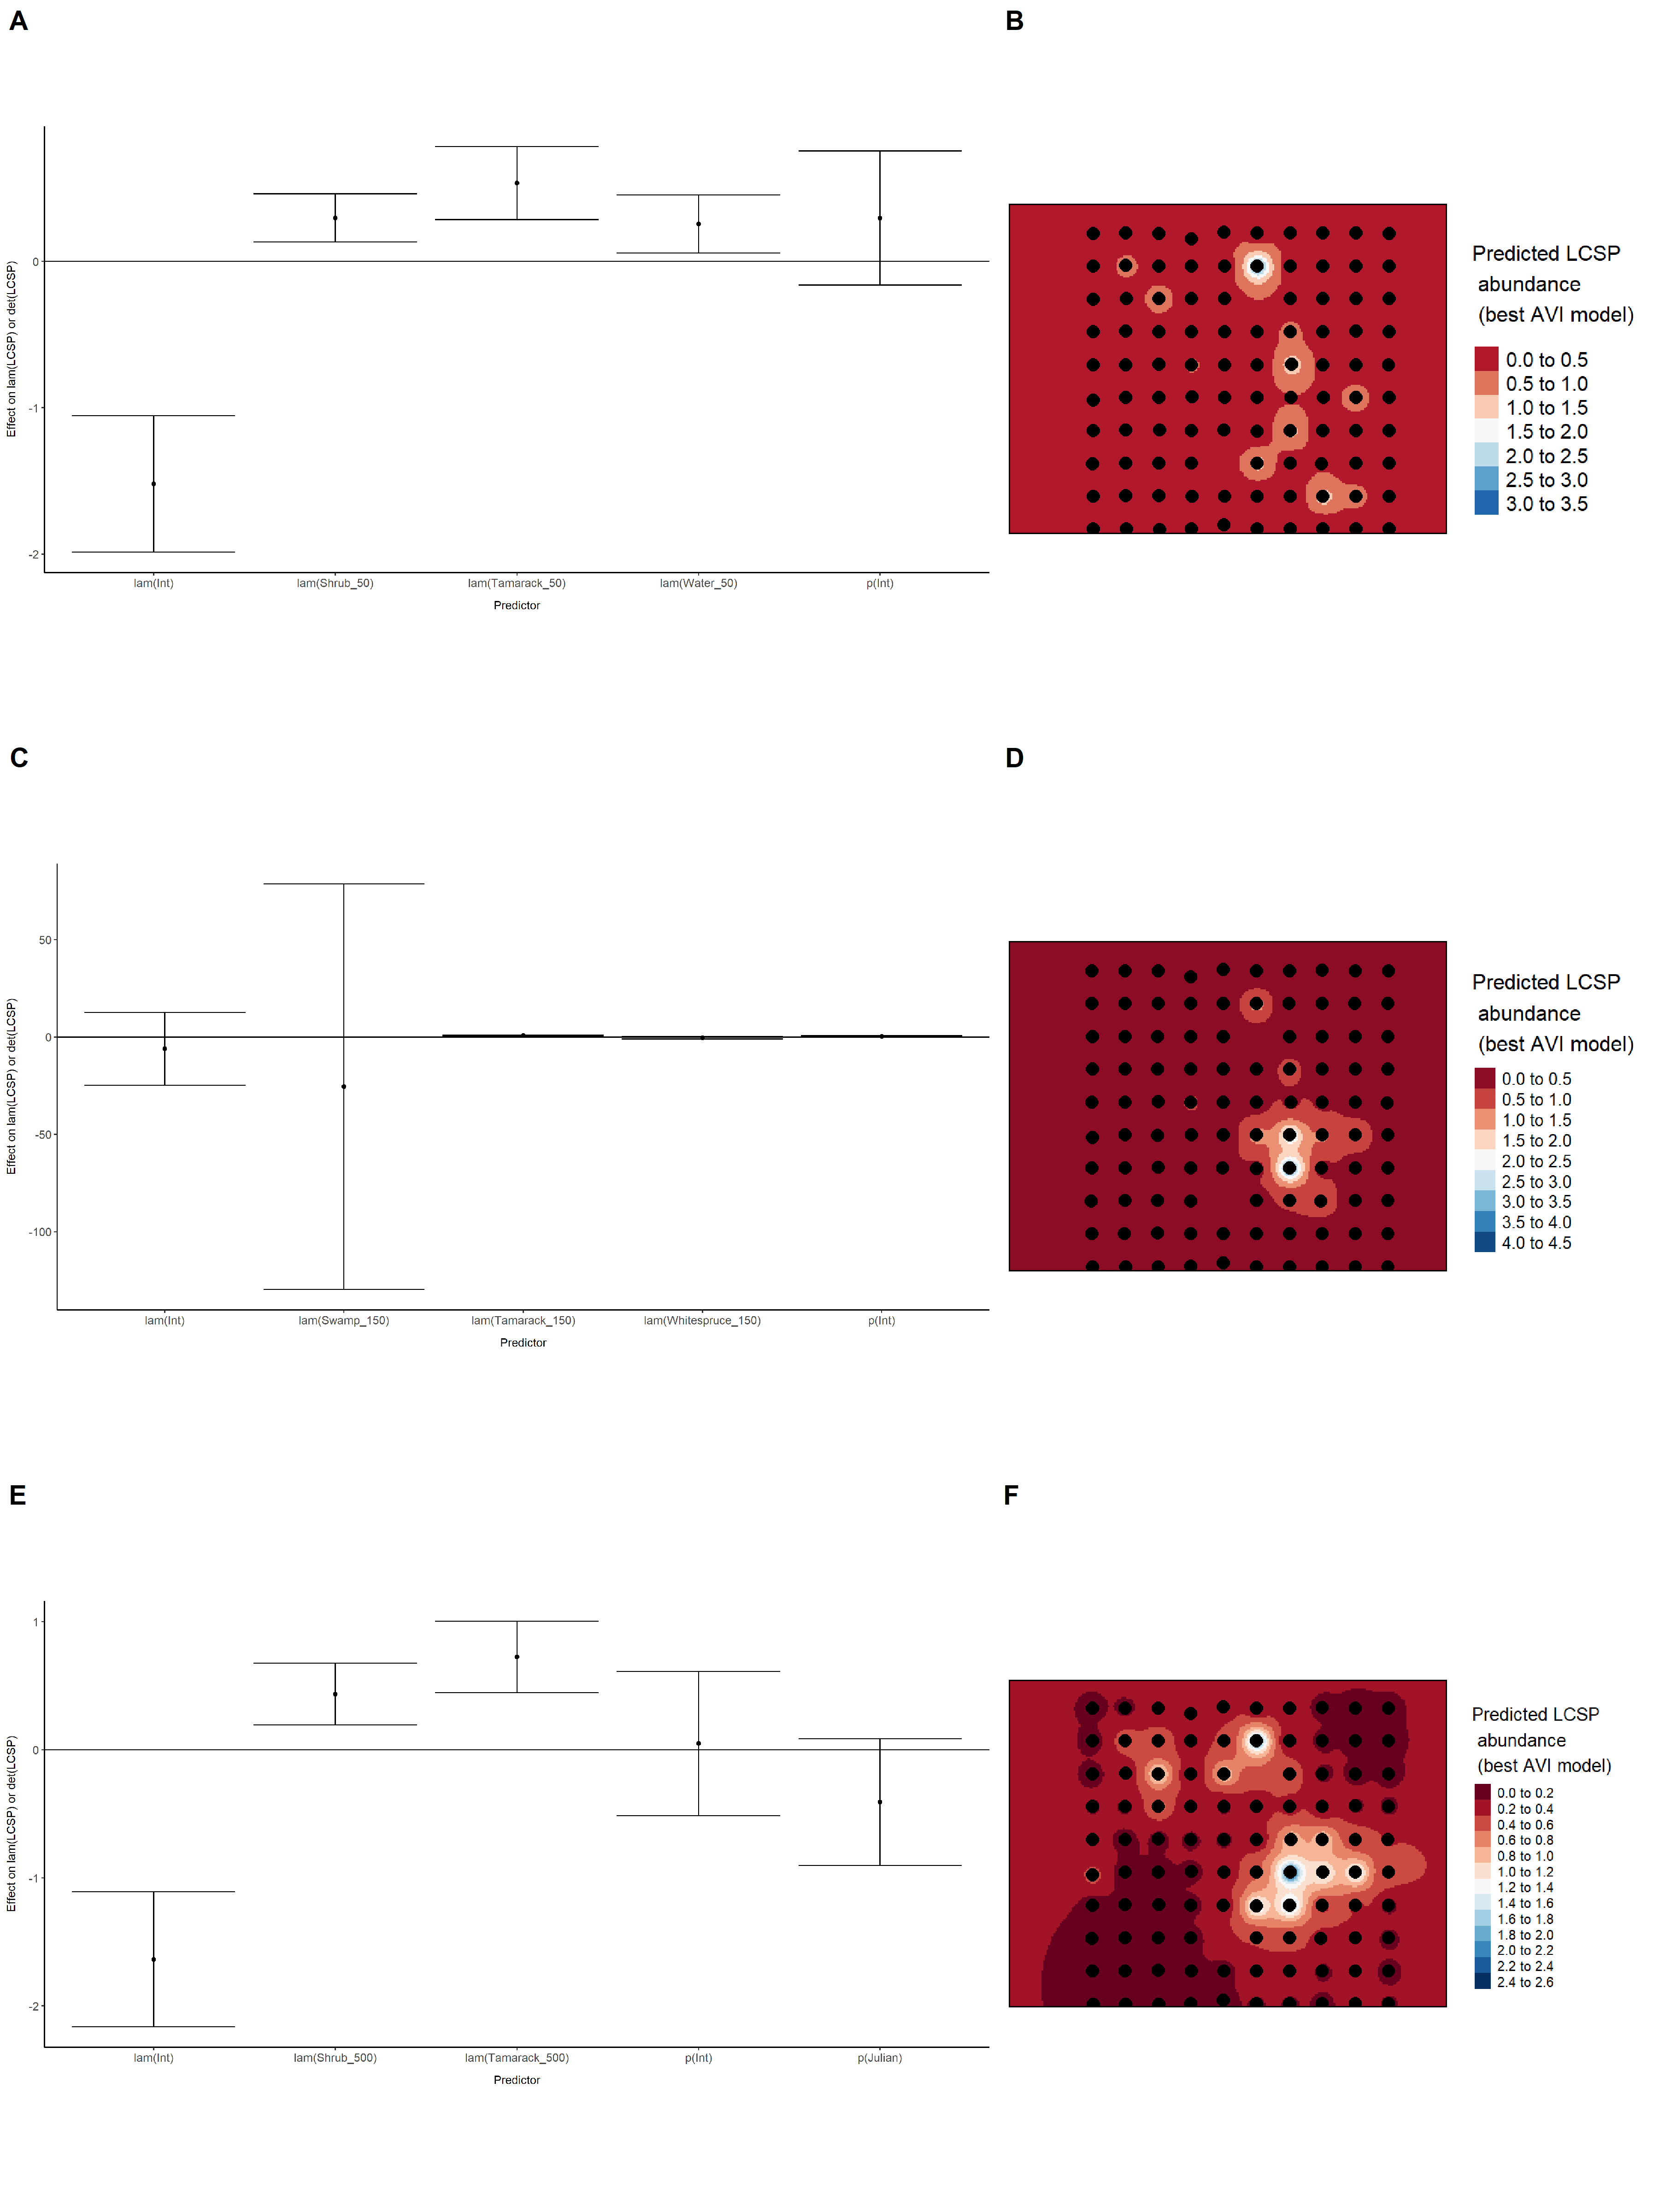 A
B
Effect on lam(LCSP) or det(LCSP)
0
-1
-2
lam(Int)
lam(Shrub_50)
lam(Tamarack_50)
lam(Water_50)
p(Int)
Predictor
Predicted LCSP
abundance
(best AVI model)
0.0 to 0.5
0.5 to 1.0
1.0 to 1.5
1.5 to 2.0
2.0 to 2.5
2.5 to 3.0
3.0 to 3.5
C
D
Effect on lam(LCSP) or det(LCSP)
50
0
-50
-100
lam(Int)
lam(Swamp_150)
lam(Tamarack_150)
lam(Whitespruce_150)
p(Int)
Predictor
Predicted LCSP
abundance
(best AVI model)
0.0 to 0.5
0.5 to 1.0
1.0 to 1.5
1.5 to 2.0
2.0 to 2.5
2.5 to 3.0
3.0 to 3.5
3.5 to 4.0
4.0 to 4.5
E
F
Effect on lam(LCSP) or det(LCSP)
1
0
-1
-2
lam(Int)
lam(Shrub_500)
lam(Tamarack_500)
p(Int)
p(Julian)
Predictor
Predicted LCSP
abundance
(best AVI model)
0.0 to 0.2
0.2 to 0.4
0.4 to 0.6
0.6 to 0.8
0.8 to 1.0
1.0 to 1.2
1.2 to 1.4
1.4 to 1.6
1.6 to 1.8
1.8 to 2.0
2.0 to 2.2
2.2 to 2.4
2.4 to 2.6